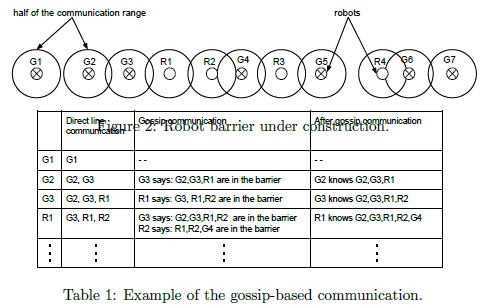 half of the communication range
robots
G1 G2 G3 R1 R2 G4 R3 G5 R4 G6 G7
Figure 2: Robot barrier under construction.
Direct line communication Gossip communication After gossip communication
G1 G1 -- --
G2 G2, G3 G3 says: G2,G3,R1 are in the barrier G2 knows G2,G3,R1
G3 G2, G3, R1 R1 says: G3, R1,R2 are in the barrier G3 knows G2,G3,R1,R2
R1 G3, R1, R2 G3 says: G2,G3,R1,R2 are in the barrier R1 knows G2,G3,R1,R2,G4
R2 says: R1,R2,G4 are in the barrier
Table 1: Example of the gossip-based communication.